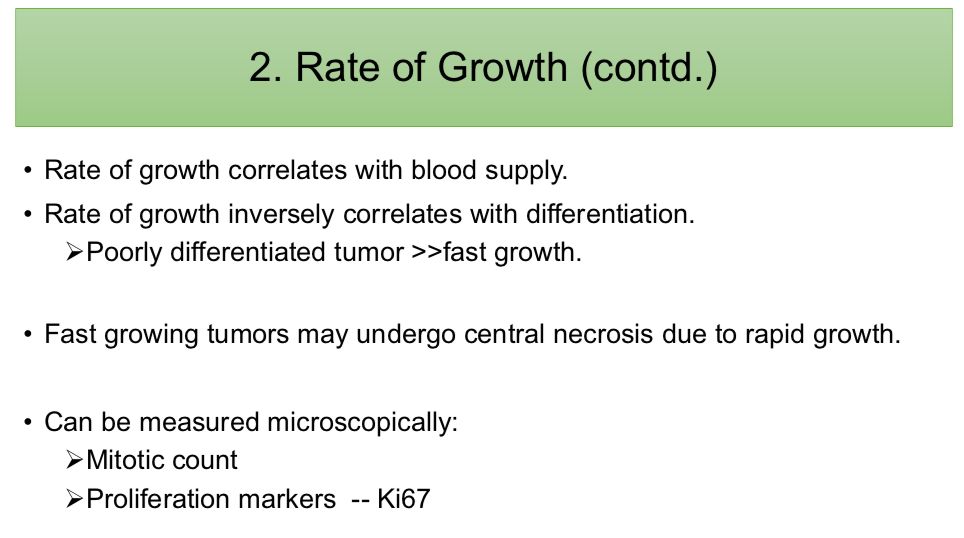 2. Rate of Growth (contd.)
• Rate of growth correlates with blood supply.
• Rate of growth inversely correlates with differentiation.
➢Poorly differentiated tumor >>fast growth.
• Fast growing tumors may undergo central necrosis due to rapid growth.
• Can be measured microscopically:
➢Mitotic count
➢Proliferation markers -- Ki67